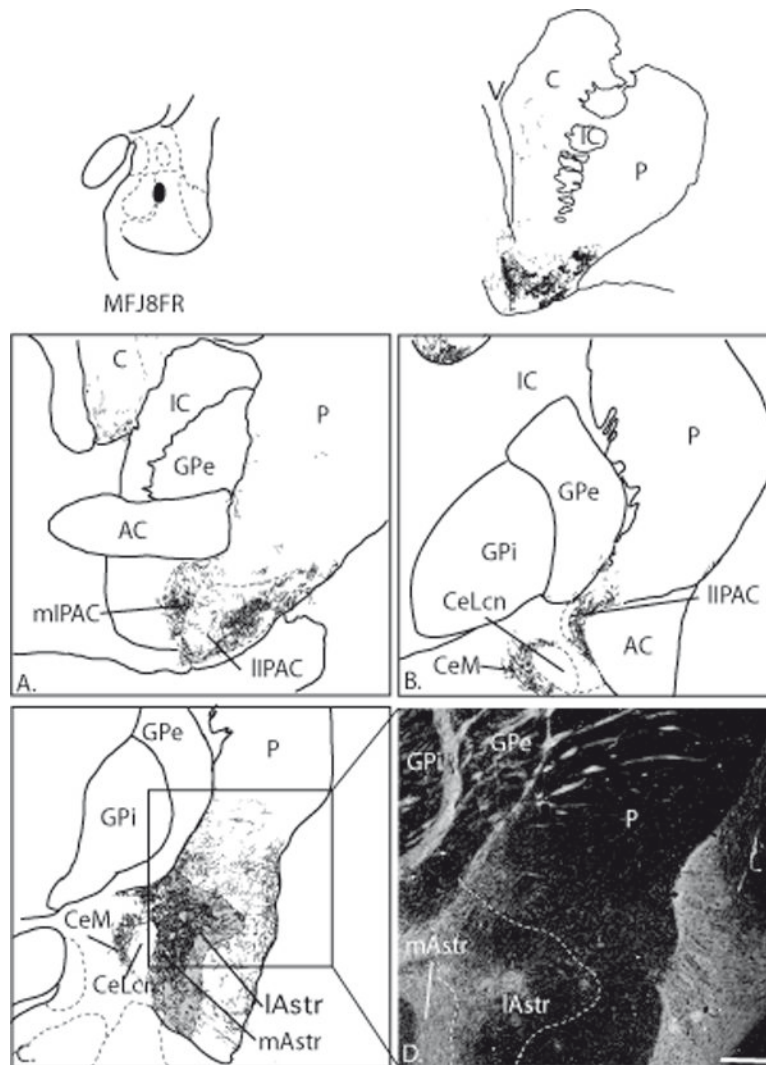 C
V
IC
P
MFJ8FR
C
IC
P
GPe
AC
mIPAC
lIPAC
A.
IC
P
GPe
GPi
CeLcn
lIPAC
CeM
AC
B.
GPe
P
GPi
CeM
CeLcn
lAstr
mAstr
C.
GPi
GPe
P
mAstr
lAstr
D.